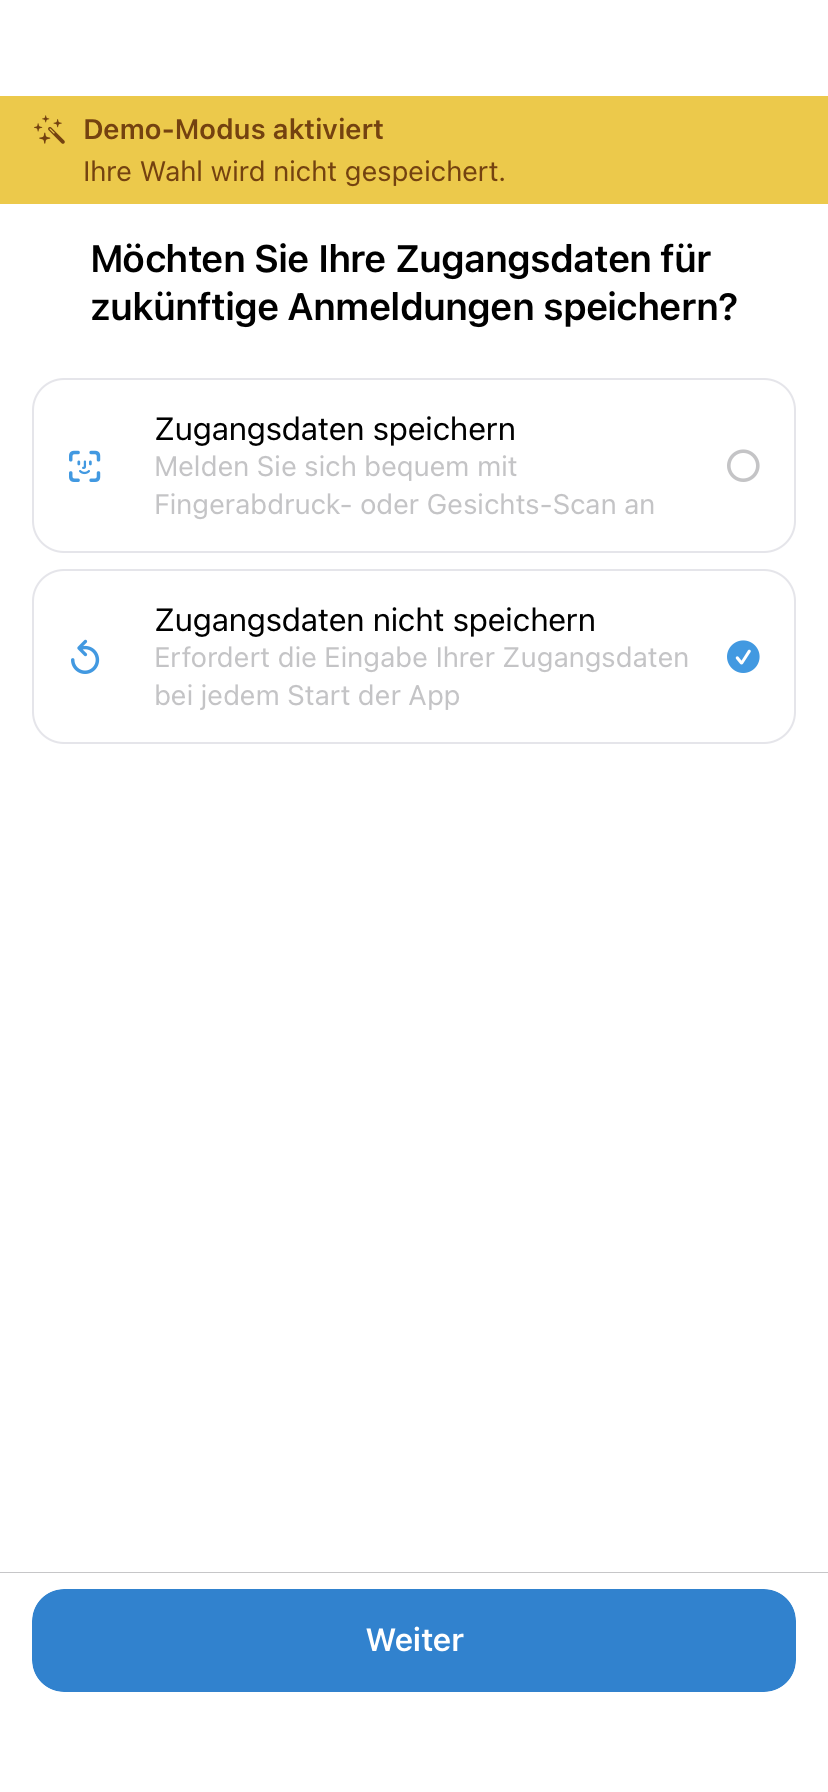 Demo-Modus aktiviert
Ihre Wahl wird nicht gespeichert.
Möchten Sie Ihre Zugangsdaten für
zukünftige Anmeldungen speichern?
Zugangsdaten speichern
Melden Sie sich bequem mit
Fingerabdruck- oder Gesichts-Scan an
Zugangsdaten nicht speichern
Erfordert die Eingabe Ihrer Zugangsdaten
bei jedem Start der App
Weiter